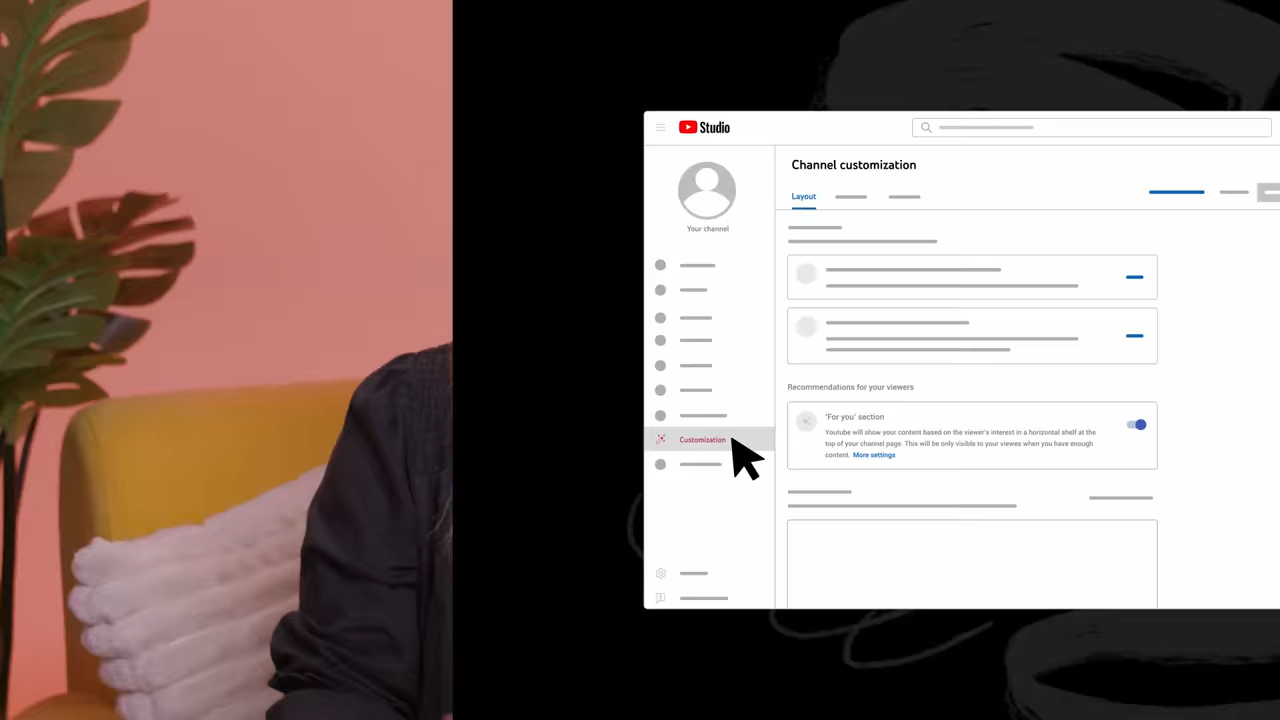 Studio
Channel customization
Layout
Your channel
Recommendations for your viewers
'For you' section
Youtube will show your content based on the viewer's interest in a horizontal shelf at the
top of your channel page. This will be only visible to your viewes when you have enough
content. More settings
Customization